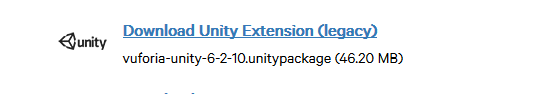 unity
Download Unity Extension (legacy)
vuforia-unity-6-2-10.unitypackage (46.20 MB)